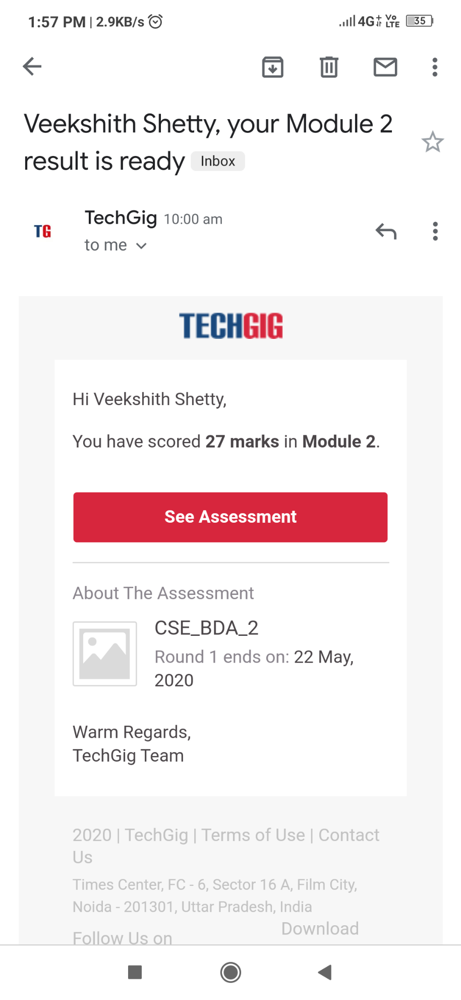 1:57 PM | 2.9KB/s 4G+ Vo LTE 35
Veekshith Shetty, your Module 2
result is ready Inbox
TG TechGig 10:00 am
to me
TECHGIG
Hi Veekshith Shetty,
You have scored 27 marks in Module 2.
See Assessment
About The Assessment
CSE_BDA_2
Round 1 ends on: 22 May,
2020
Warm Regards,
TechGig Team
2020 | TechGig | Terms of Use | Contact
Us
Times Center, FC - 6, Sector 16 A, Film City,
Noida - 201301, Uttar Pradesh, India
Download
Follow Us on